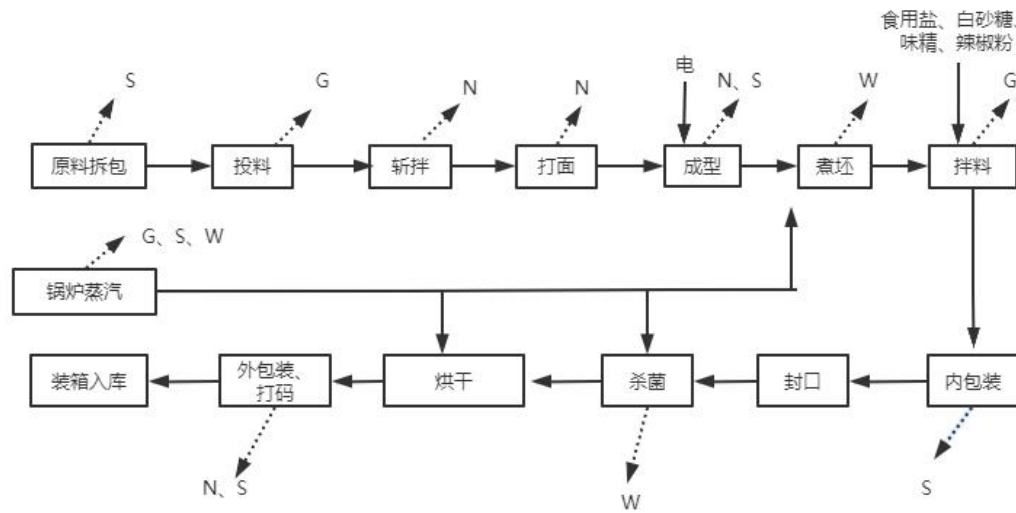 食用盐、白砂糖、
味精、辣椒粉
电
S
G
N
N
N、S
W
G
原料拆包
投料
斩拌
打面
成型
煮坯
拌料
G、S、W
锅炉蒸汽
装箱入库
外包装、
打码
烘干
杀菌
封口
内包装
N、S
W
S